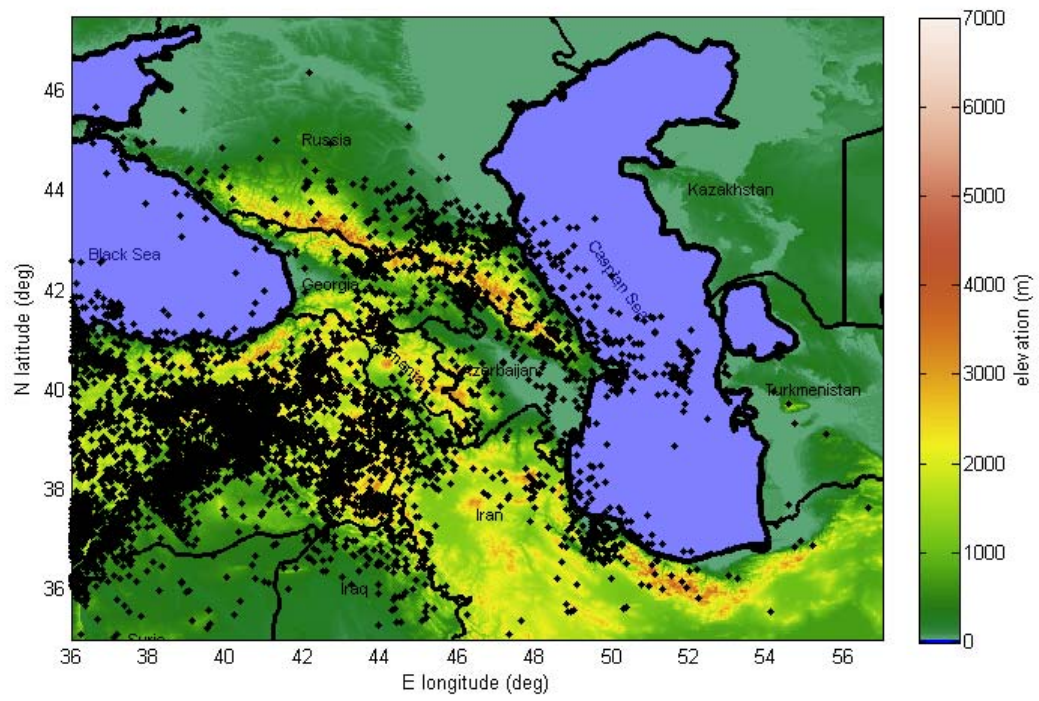 7000
46
6000
Russia
5000
44
Kazakhstan
Black Sea
Caspian Sea
42
Georgia
4000
N latitude (deg)
elevation (m)
3000
40
Azerbaijan
Turkmenistan
2000
38
Iran
1000
36
Iraq
Syria
0
36 38 40 42 44 46 48 50 52 54 56
E longitude (deg)